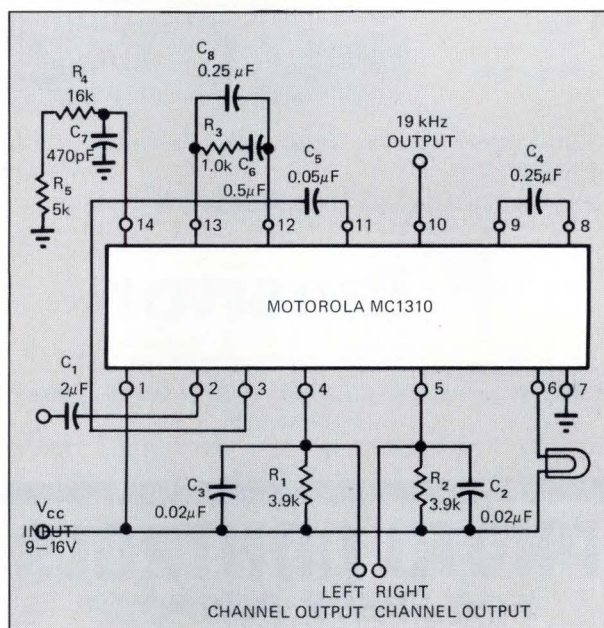 C8
0.25 µF
R4
16k
C7
470pF
R3
1.0k
C6
0.5µF
C5
0.05µF
19 kHz
OUTPUT
C4
0.25µF
R5
5k
14
13
12
11
10
9
8
MOTOROLA MC1310
C1
2µF
1
2
3
4
5
6
7
C3
0.02µF
R1
3.9k
R2
3.9k
C2
0.02µF
Vcc
INOUT
9–16V
LEFT RIGHT
CHANNEL OUTPUT CHANNEL OUTPUT